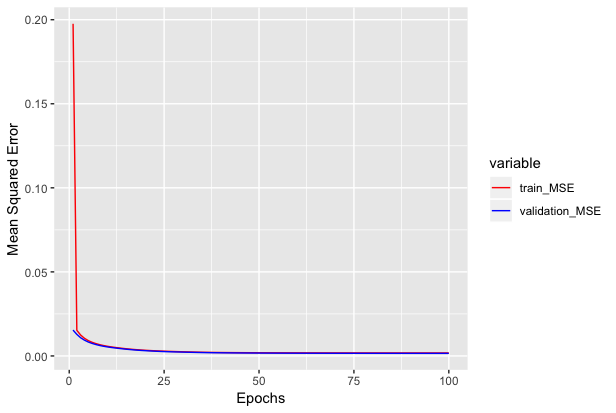 0.20
0.15
0.10
0.05
0.00
Mean Squared Error
0
25
50
75
100
Epochs
variable
train_MSE
validation_MSE